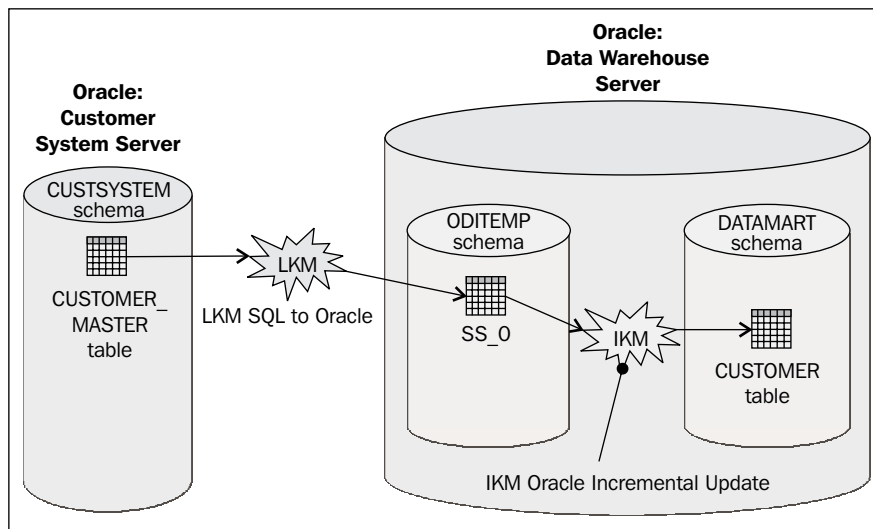 Oracle:
Customer
System Server
CUSTSYSTEM
schema
CUSTOMER_
MASTER
table
LKM
LKM SQL to Oracle
Oracle:
Data Warehouse
Server
ODITEMP
schema
SS_0
IKM
DATAMART
schema
CUSTOMER
table
IKM Oracle Incremental Update